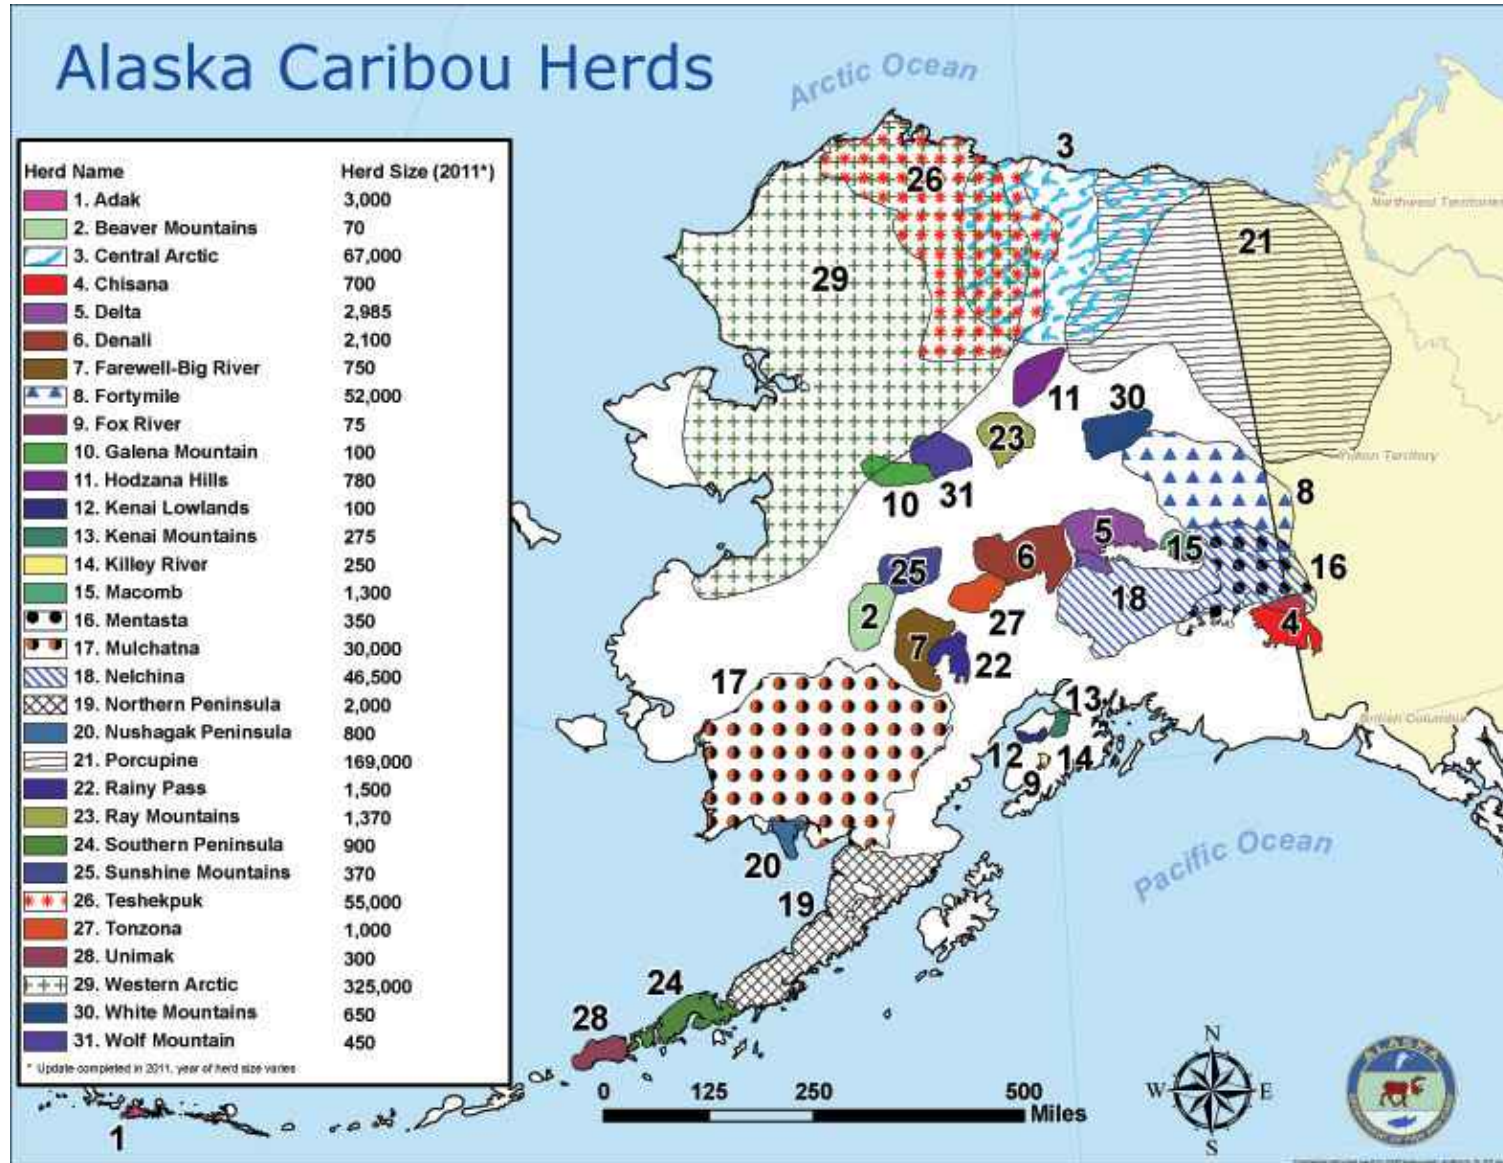 Alaska Caribou Herds
Arctic Ocean
Herd Name Herd Size (2011*)
1. Adak 3,000
2. Beaver Mountains 70
3. Central Arctic 67,000
4. Chisana 700
5. Delta 2,985
6. Denali 2,100
7. Farewell-Big River 750
8. Fortymile 52,000
9. Fox River 75
10. Galena Mountain 100
11. Hodzana Hills 780
12. Kenai Lowlands 100
13. Kenai Mountains 275
14. Killey River 250
15. Macomb 1,300
16. Mentasta 350
17. Mulchatna 30,000
18. Nelchina 46,500
19. Northern Peninsula 2,000
20. Nushagak Peninsula 800
21. Porcupine 169,000
22. Rainy Pass 1,500
23. Ray Mountains 1,370
24. Southern Peninsula 900
25. Sunshine Mountains 370
26. Teshekpuk 55,000
27. Tonzona 1,000
28. Unimak 300
29. Western Arctic 325,000
30. White Mountains 650
31. Wolf Mountain 450
* Update completed in 2011, year of herd size varies
3
26
Northwest Territories
21
29
11
30
23
Yukon Territory
10
31
8
5
15
6
16
25
18
2
27
4
7
22
17
13
British Columbia
12
14
9
20
Pacific Ocean
19
24
28
1
0 125 250 500
Miles
N
W E
S
ALASKA